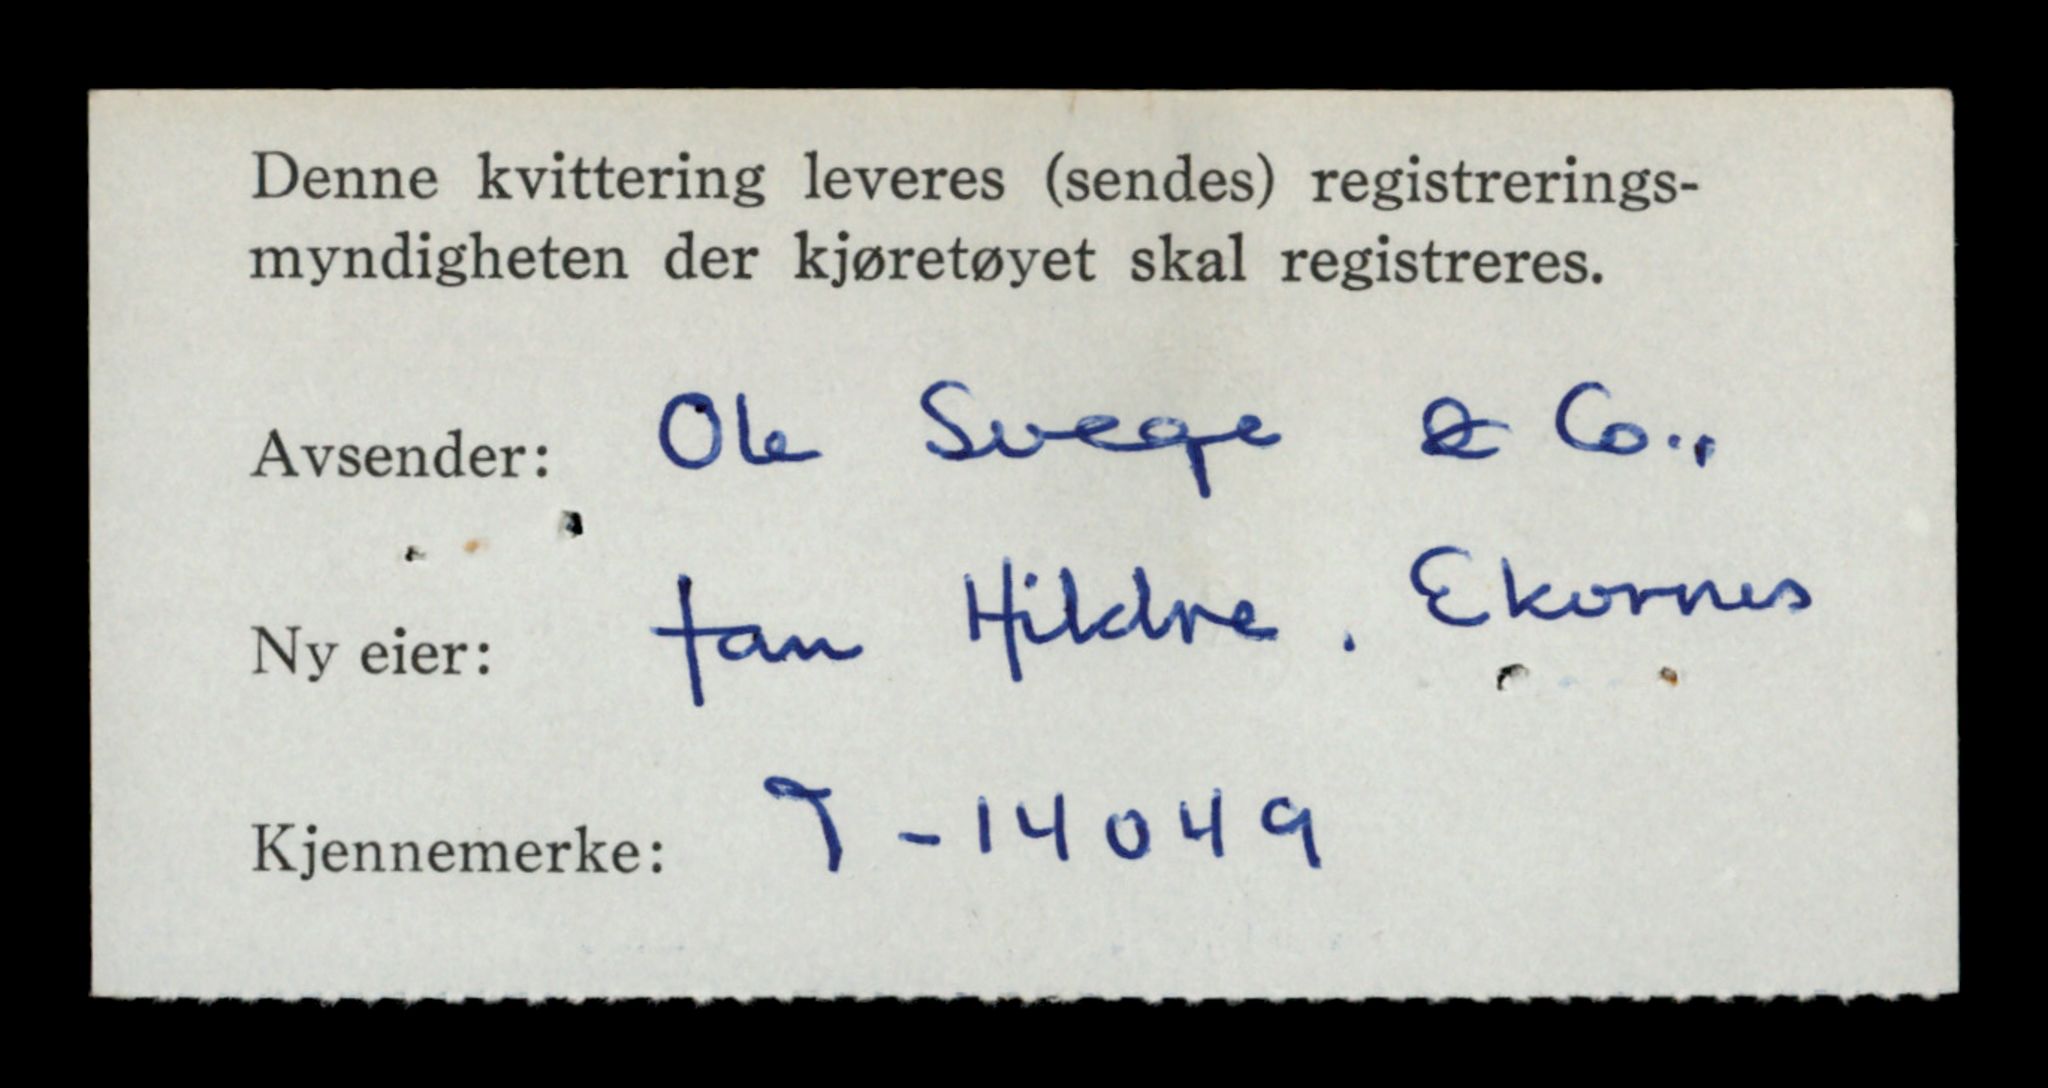 Denne kvittering leveres (sendes) registrerings-
myndigheten der kjøretøyet skal registreres.
Avsender: Ole Svege & Co.,
Ny eier: Jan Hildre. Ekornes
Kjennemerke: T-14049